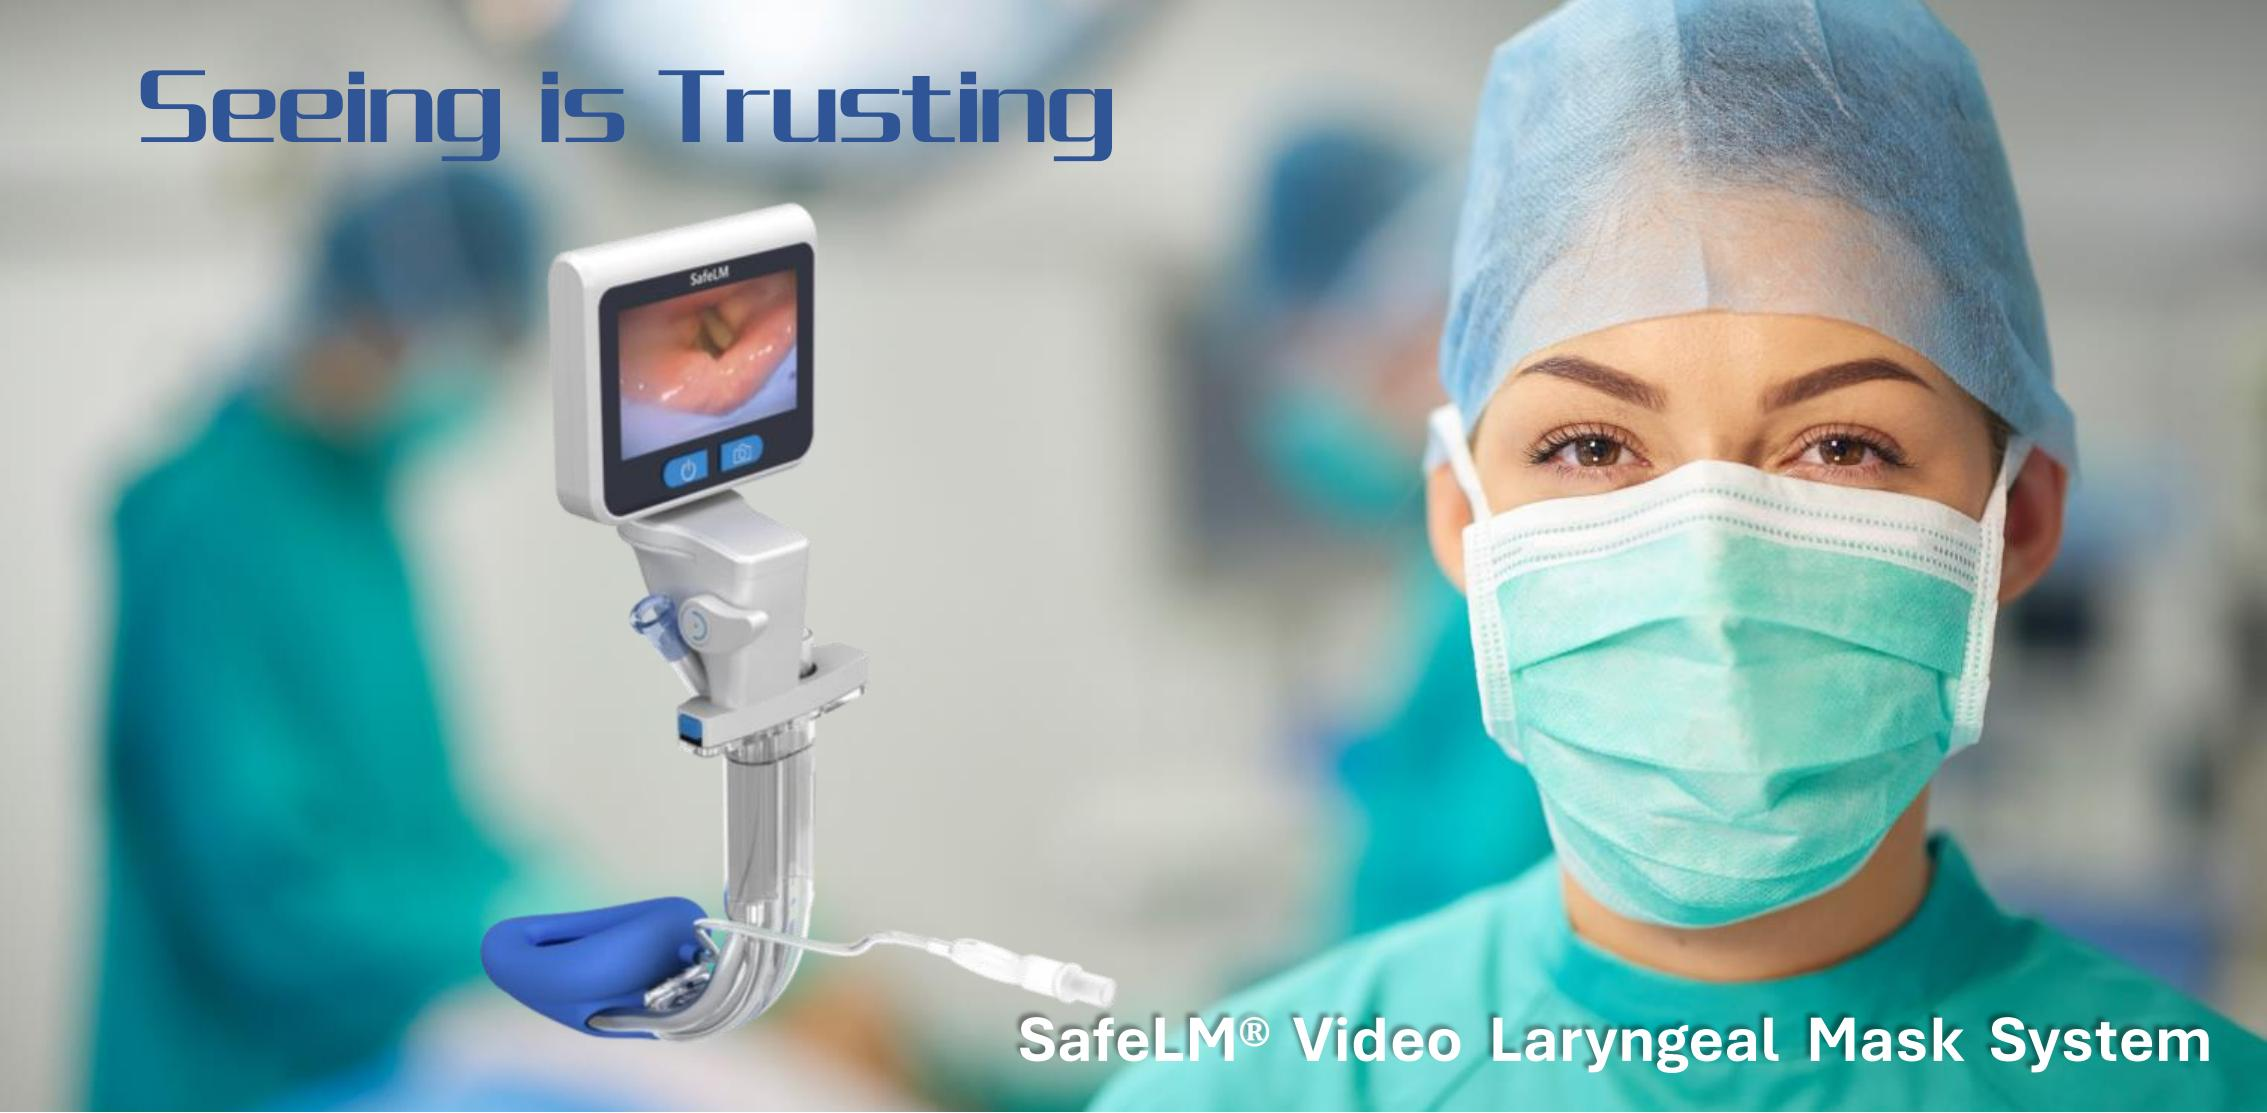 Seeing is Trusting
SafeLM
SafeLM® Video Laryngeal Mask System